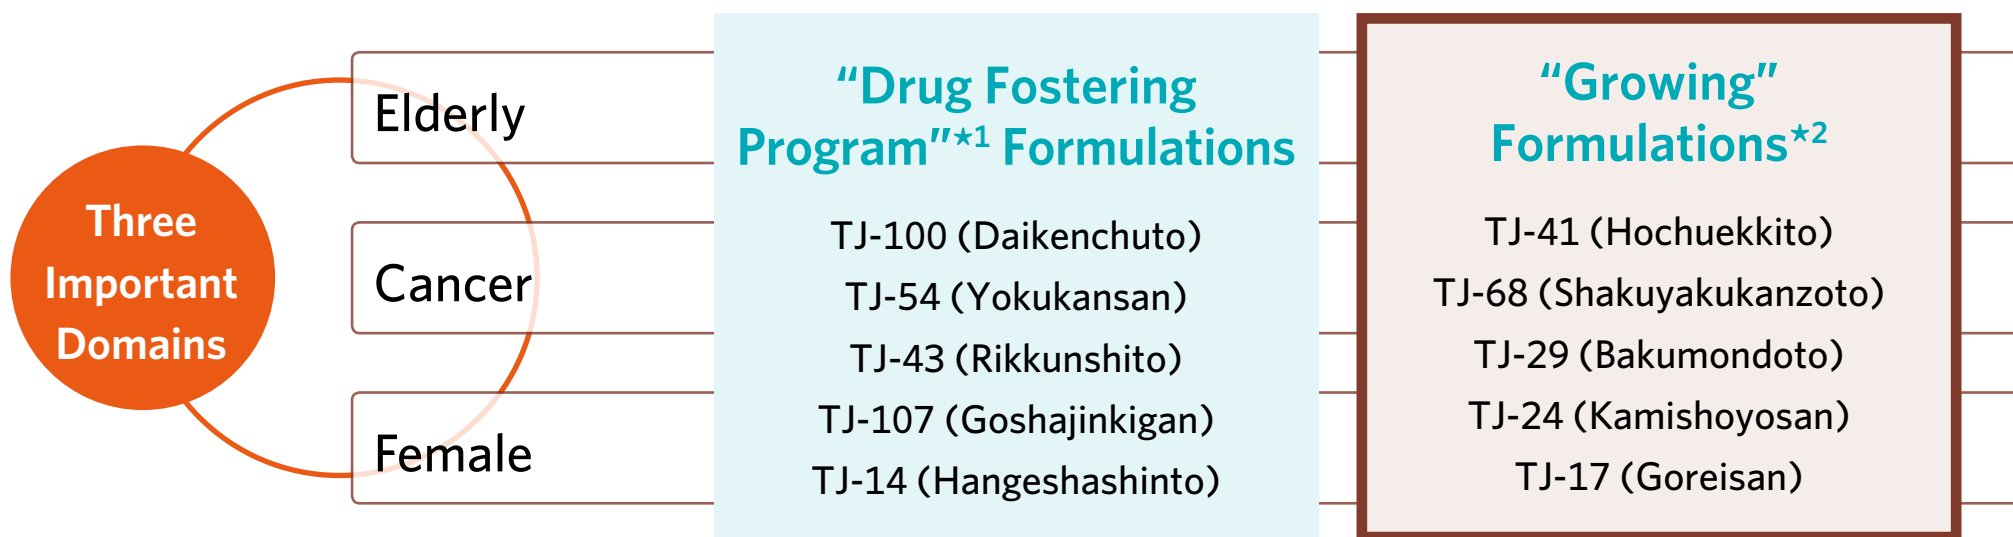 Three
Important
Domains
Elderly
Cancer
Female
“Drug Fostering
Program”★1 Formulations
TJ-100 (Daikenchuto)
TJ-54 (Yokukansan)
TJ-43 (Rikkunshito)
TJ-107 (Goshajinkigan)
TJ-14 (Hangeshashinto)
“Growing”
Formulations★2
TJ-41 (Hochuekkito)
TJ-68 (Shakuyakukanzoto)
TJ-29 (Bakumondoto)
TJ-24 (Kamishoyosan)
TJ-17 (Goreisan)